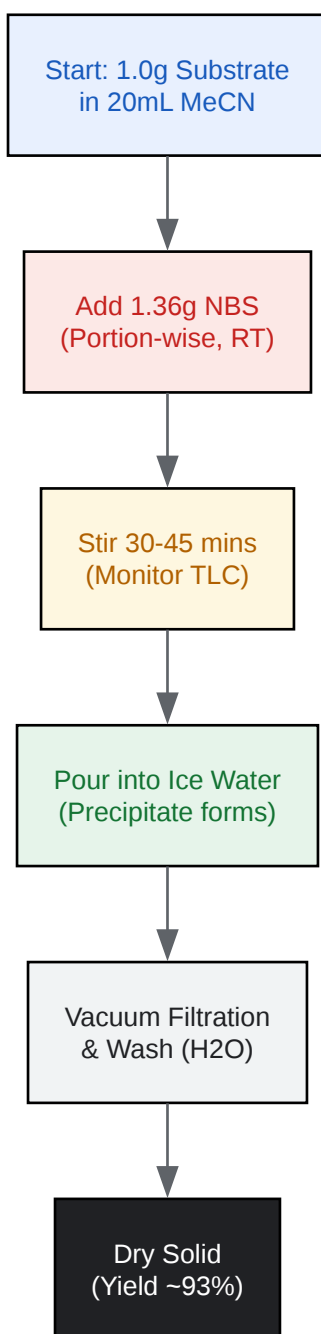 Start: 1.0g Substrate
in 20mL MeCN
Add 1.36g NBS
(Portion-wise, RT)
Stir 30-45 mins
(Monitor TLC)
Pour into Ice Water
(Precipitate forms)
Vacuum Filtration
& Wash (H2O)
Dry Solid
(Yield ~93%)